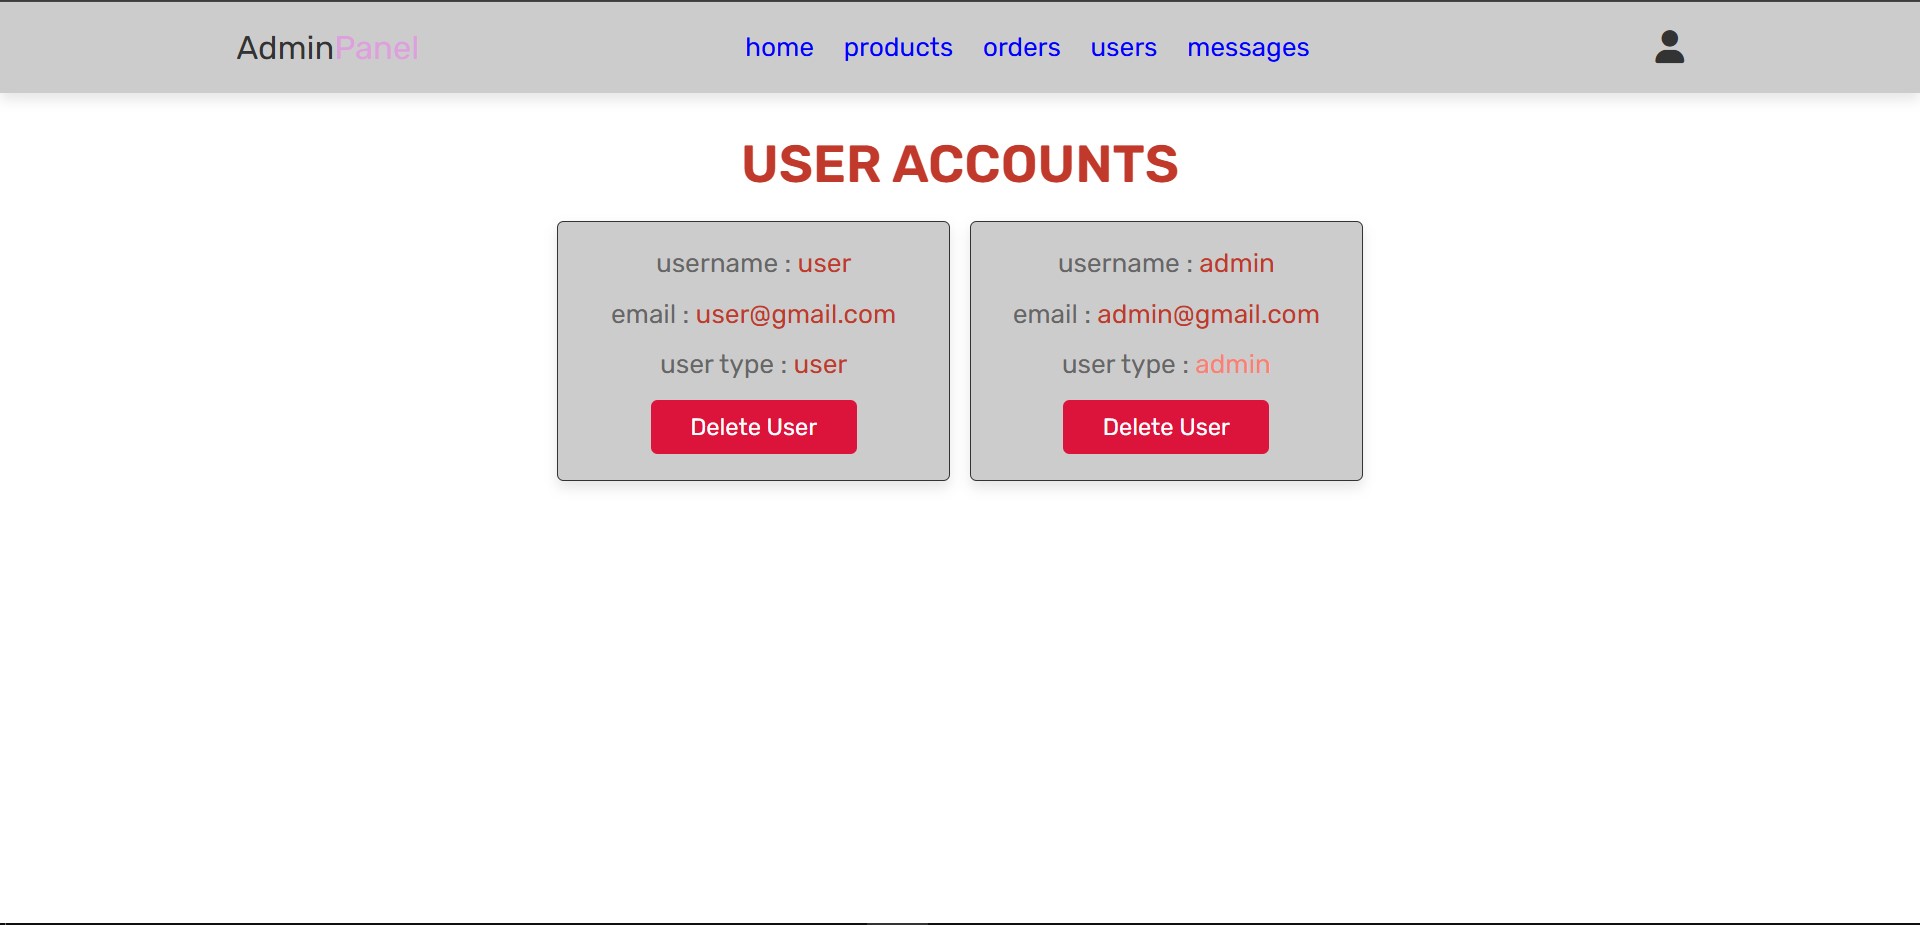 AdminPanel home products orders users messages
USER ACCOUNTS
username : user
email : user@gmail.com
user type : user
Delete User
username : admin
email : admin@gmail.com
user type : admin
Delete User